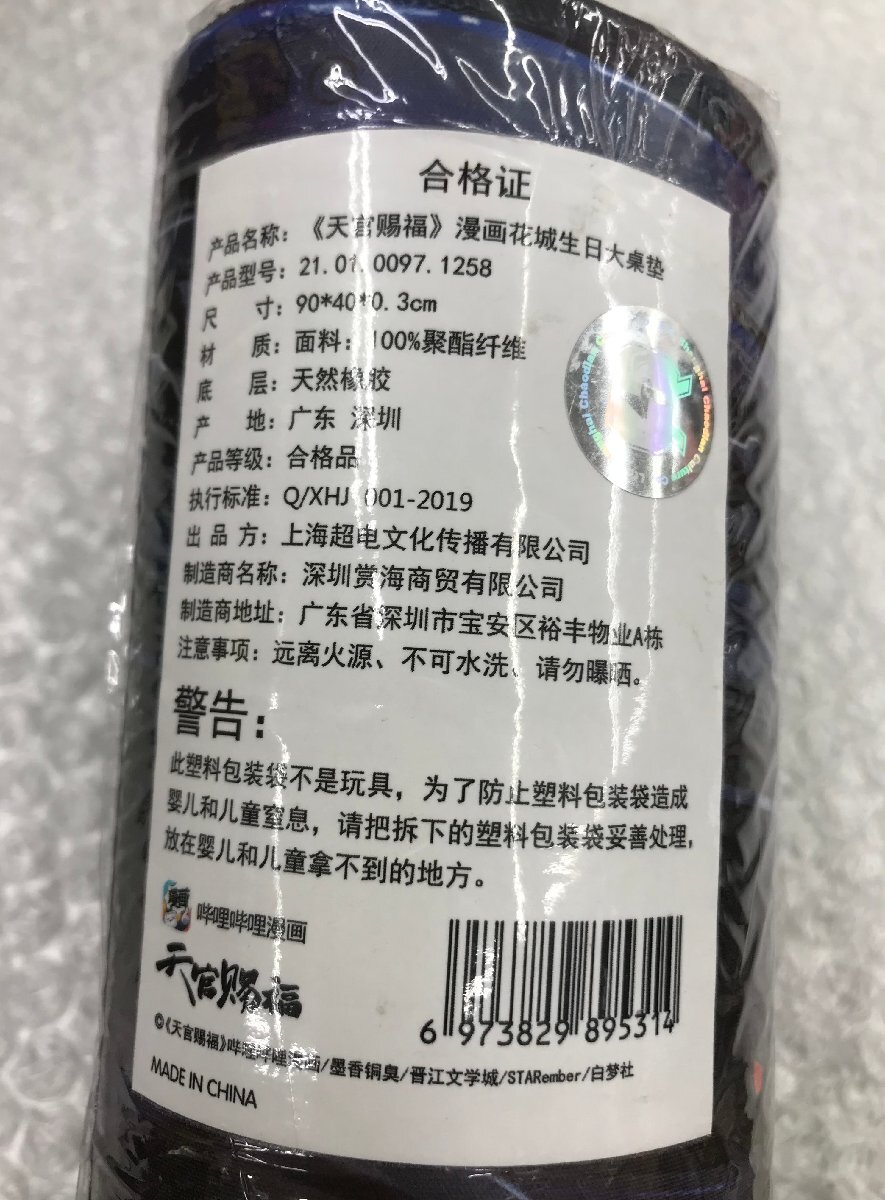 合格证
产品名称：《天官赐福》漫画花城生日大桌垫
产品型号：21.01.0097.1258
尺 寸：90*40*0.3cm
材 质：面料：100%聚酯纤维
底 层：天然橡胶
产 地：广东 深圳
产品等级：合格品
执行标准：Q/XHJ 001-2019
出 品 方：上海超电文化传播有限公司
制造商名称：深圳赏海商贸有限公司
制造商地址：广东省深圳市宝安区裕丰物业A栋
注意事项：远离火源、不可水洗、请勿曝晒。
警告：
此塑料包装袋不是玩具，为了防止塑料包装袋造成
婴儿和儿童窒息，请把拆下的塑料包装袋妥善处理，
放在婴儿和儿童拿不到的地方。
哔哩哔哩漫画
天官赐福
6 973829 895314
©《天官赐福》哔哩哔哩漫画/墨香铜臭/晋江文学城/STARember/白梦社
MADE IN CHINA